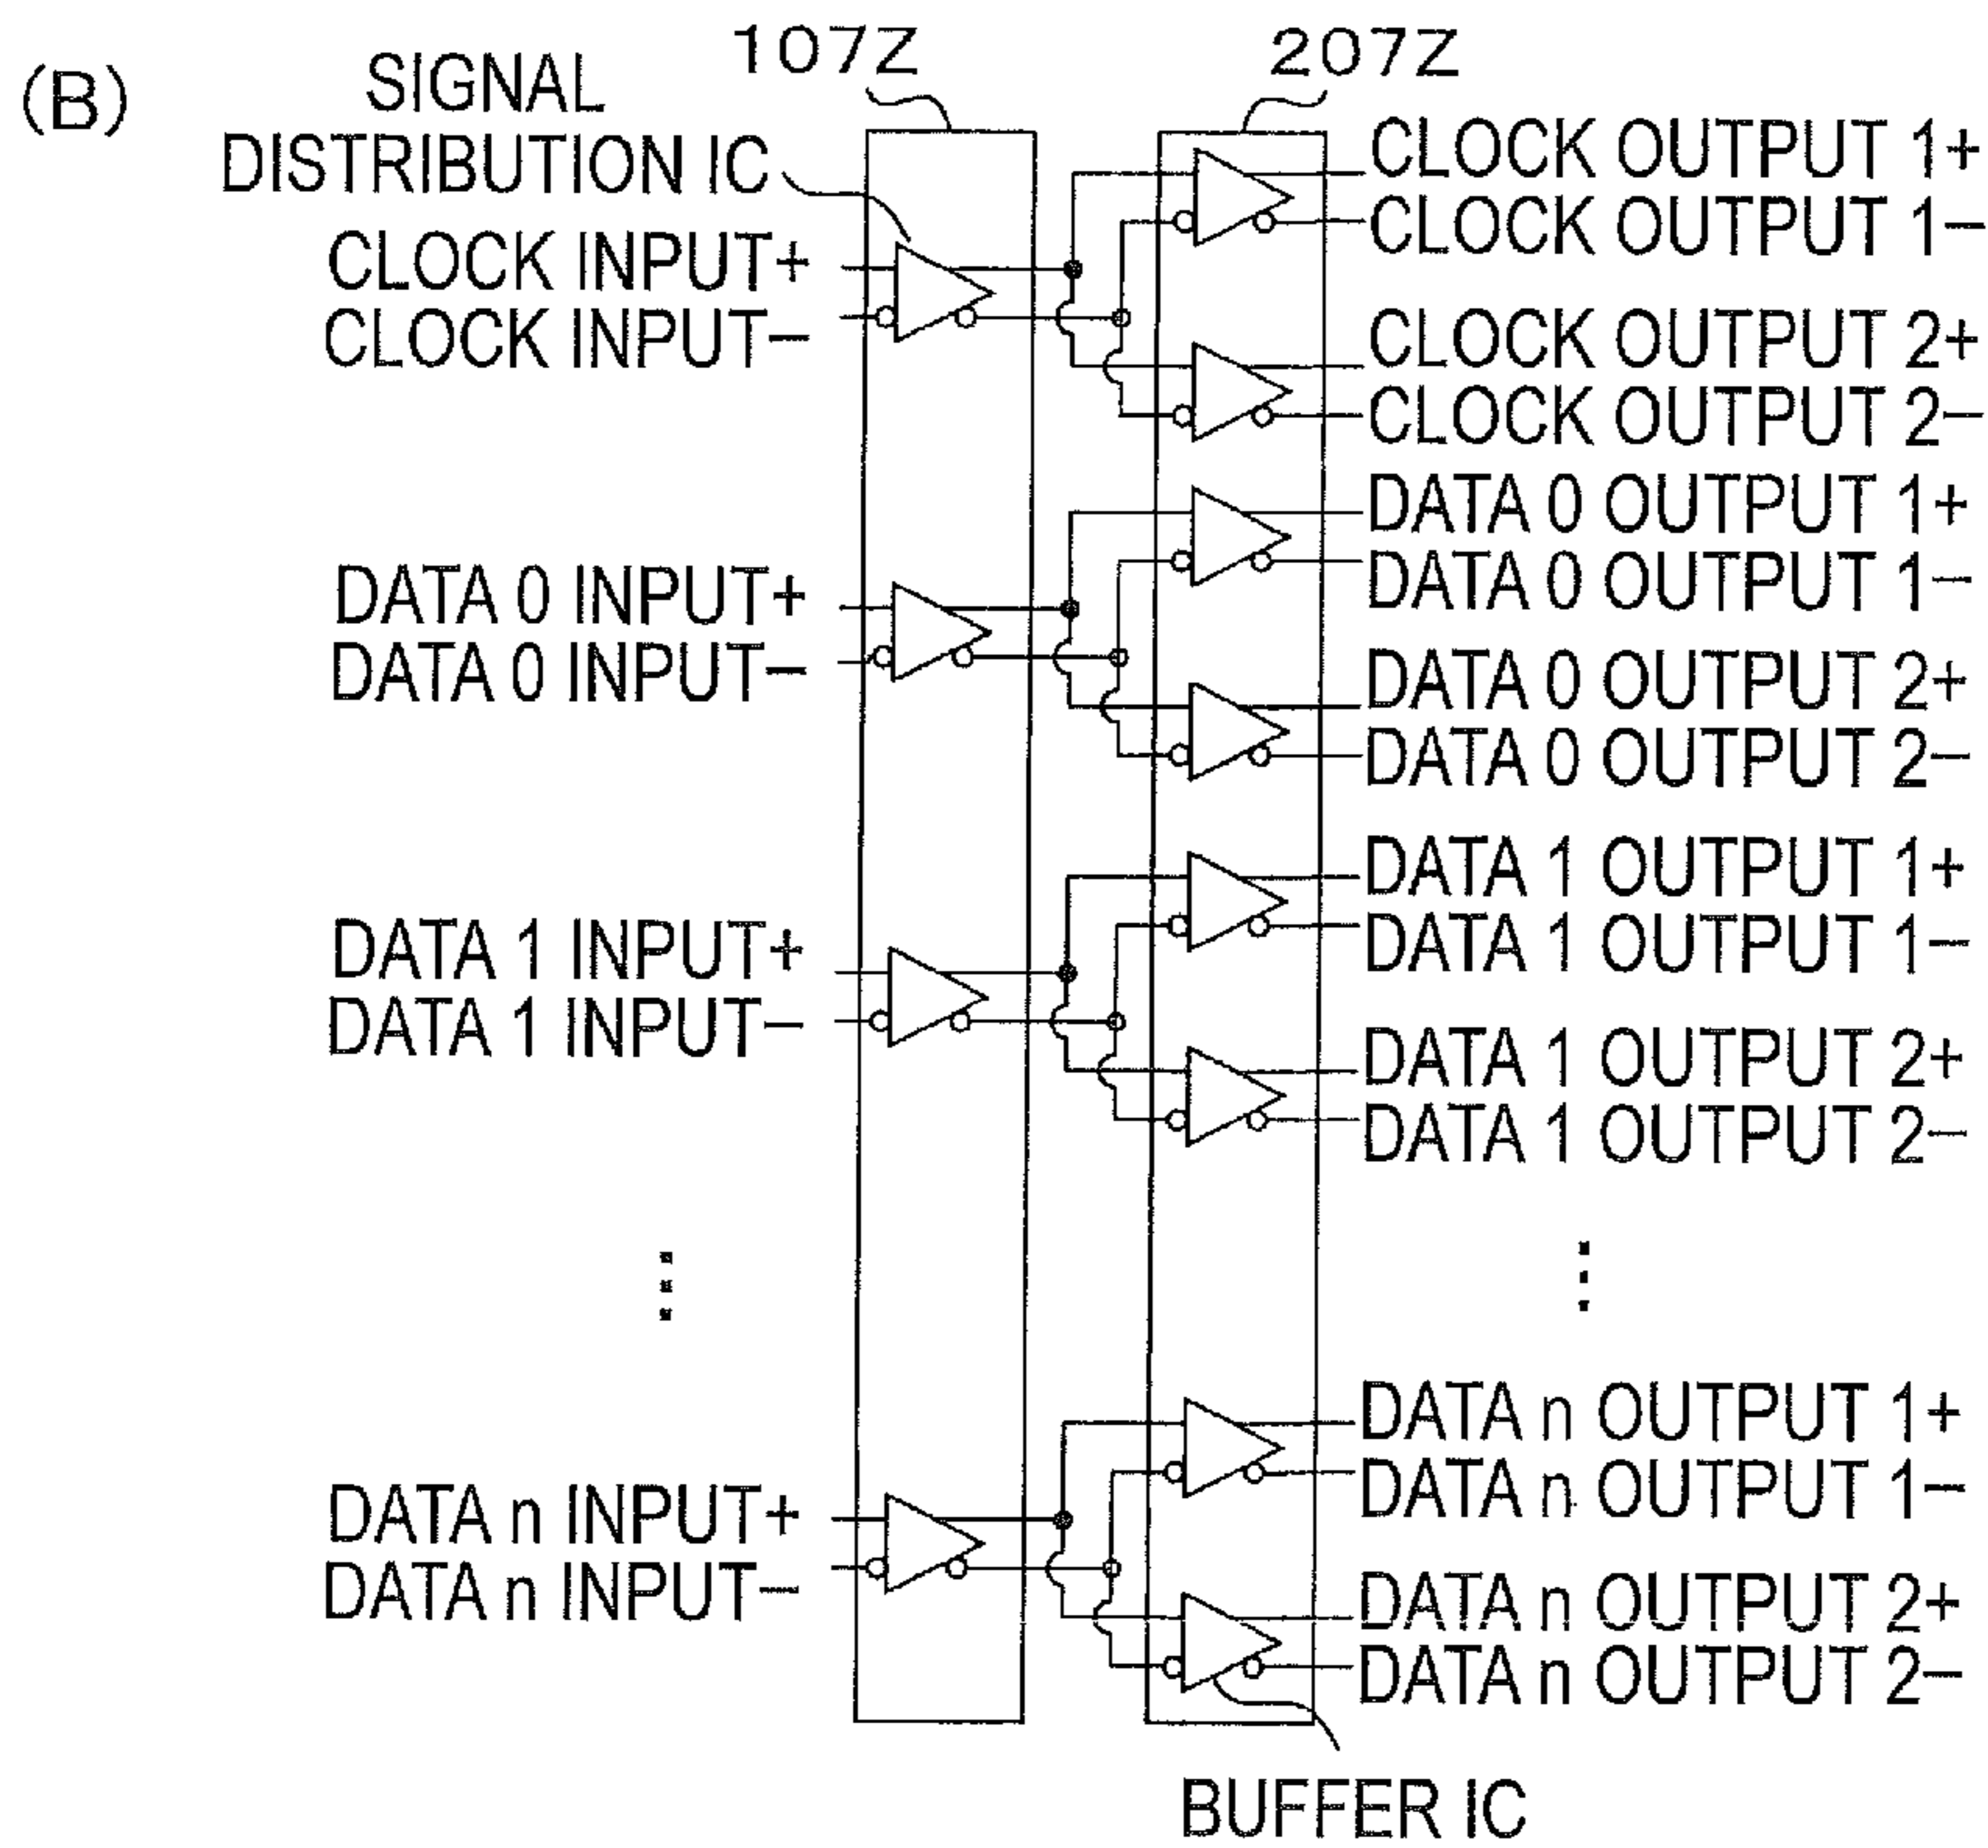 (B)
107Z
207Z
SIGNAL
DISTRIBUTION IC
CLOCK INPUT+
CLOCK INPUT−
CLOCK OUTPUT 1+
CLOCK OUTPUT 1−
CLOCK OUTPUT 2+
CLOCK OUTPUT 2−
DATA 0 INPUT+
DATA 0 INPUT−
DATA 0 OUTPUT 1+
DATA 0 OUTPUT 1−
DATA 0 OUTPUT 2+
DATA 0 OUTPUT 2−
DATA 1 INPUT+
DATA 1 INPUT−
DATA 1 OUTPUT 1+
DATA 1 OUTPUT 1−
DATA 1 OUTPUT 2+
DATA 1 OUTPUT 2−
DATA n INPUT+
DATA n INPUT−
DATA n OUTPUT 1+
DATA n OUTPUT 1−
DATA n OUTPUT 2+
DATA n OUTPUT 2−
BUFFER IC